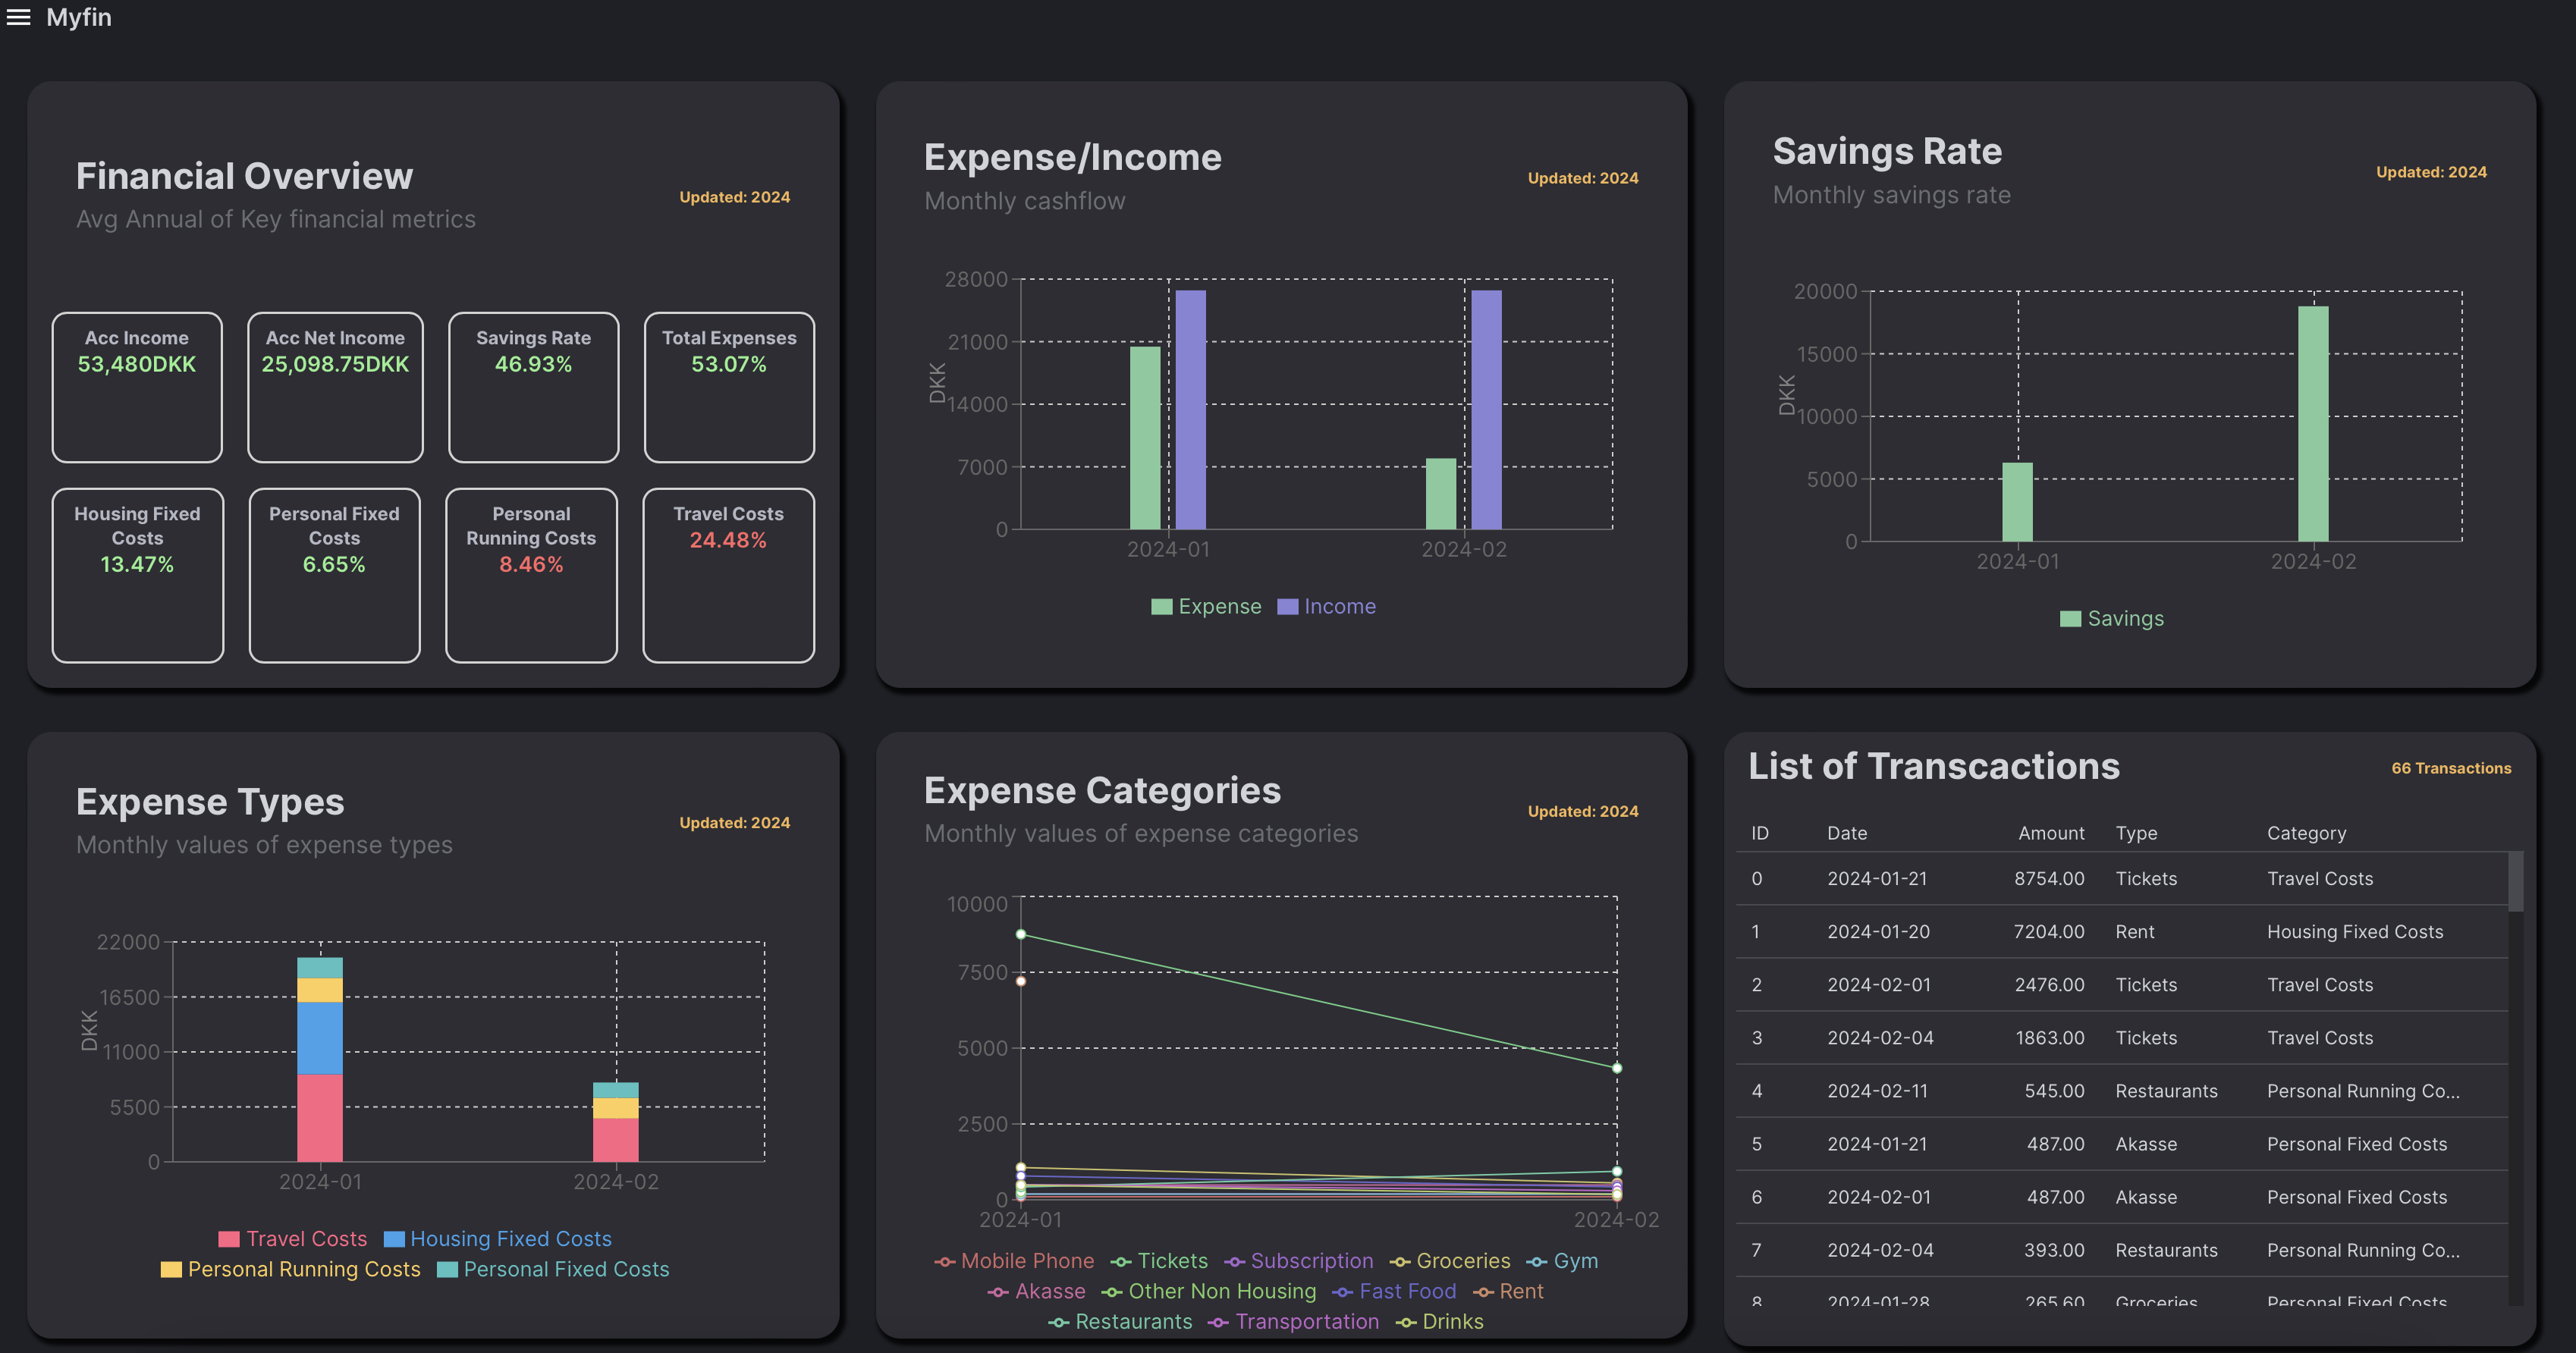 Myfin
Financial Overview
Avg Annual of Key financial metrics
Updated: 2024
Acc Income
53,480DKK
Acc Net Income
25,098.75DKK
Savings Rate
46.93%
Total Expenses
53.07%
Housing Fixed
Costs
13.47%
Personal Fixed
Costs
6.65%
Personal
Running Costs
8.46%
Travel Costs
24.48%
Expense/Income
Monthly cashflow
Updated: 2024
28000
21000
14000
7000
0
DKK
2024-01 2024-02
Expense Income
Savings Rate
Monthly savings rate
Updated: 2024
20000
15000
10000
5000
0
DKK
2024-01 2024-02
Savings
Expense Types
Monthly values of expense types
Updated: 2024
22000
16500
11000
5500
0
DKK
2024-01 2024-02
Travel Costs Housing Fixed Costs
Personal Running Costs Personal Fixed Costs
Expense Categories
Monthly values of expense categories
Updated: 2024
10000
7500
5000
2500
0
2024-01 2024-02
Mobile Phone Tickets Subscription Groceries Gym
Akasse Other Non Housing Fast Food Rent
Restaurants Transportation Drinks
List of Transcactions
66 Transactions
ID Date Amount Type Category
0 2024-01-21 8754.00 Tickets Travel Costs
1 2024-01-20 7204.00 Rent Housing Fixed Costs
2 2024-02-01 2476.00 Tickets Travel Costs
3 2024-02-04 1863.00 Tickets Travel Costs
4 2024-02-11 545.00 Restaurants Personal Running Co...
5 2024-01-21 487.00 Akasse Personal Fixed Costs
6 2024-02-01 487.00 Akasse Personal Fixed Costs
7 2024-02-04 393.00 Restaurants Personal Running Co...
8 2024-01-28 265.60 Groceries Personal Fixed Costs